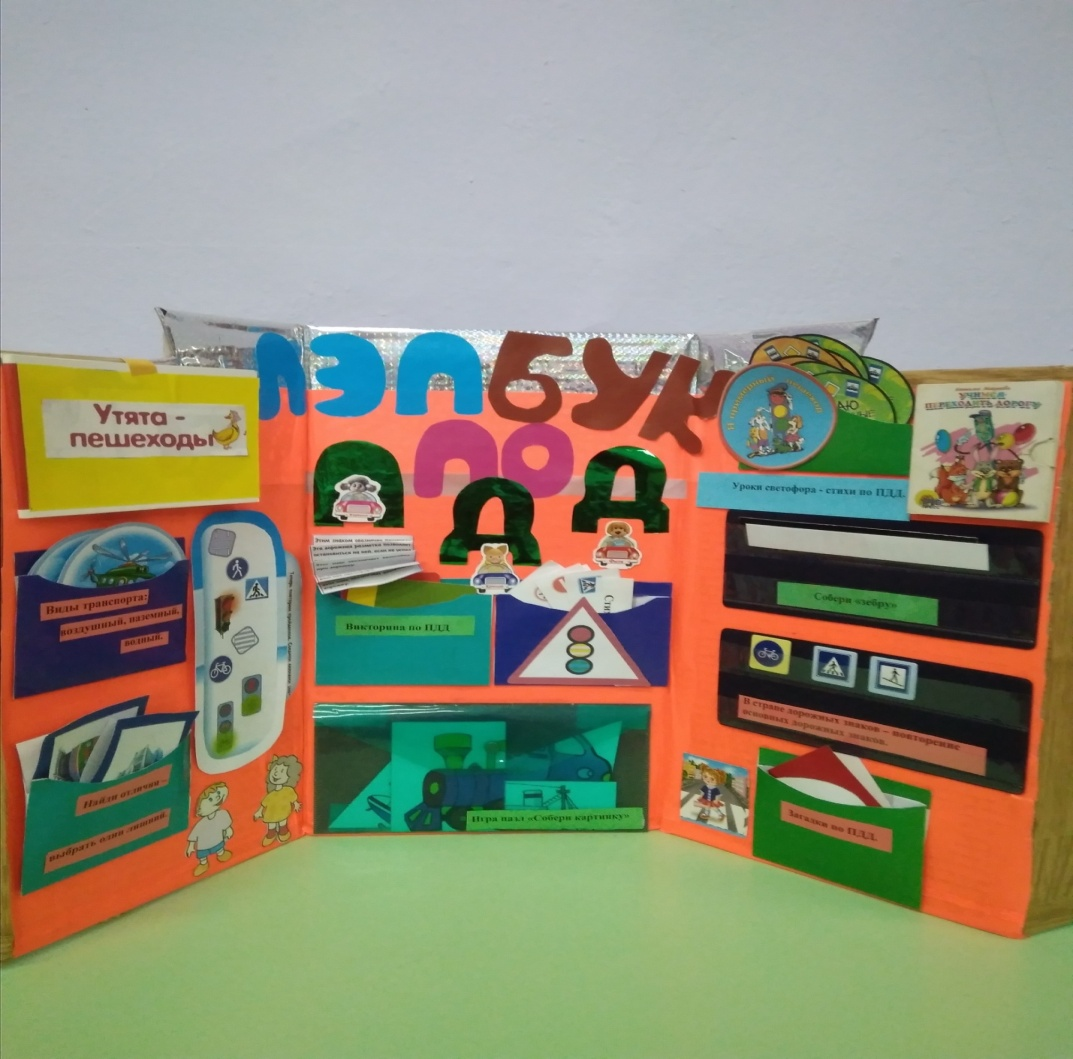 ЛЭПБУК
ПО
ПДД
Утята -
пешеходы
Виды транспорта:
воздушный, наземный,
водный.
Найди отличия –
выбрать один лишний.
Викторина по ПДД
Игра пазл «Собери картинку»
Уроки светофора - стихи по ПДД.
УЧИМСЯ
ПЕРЕХОДИТЬ ДОРОГУ
Собери «зебру»
В стране дорожных знаков – повторение
основных дорожных знаков.
Загадки по ПДД.